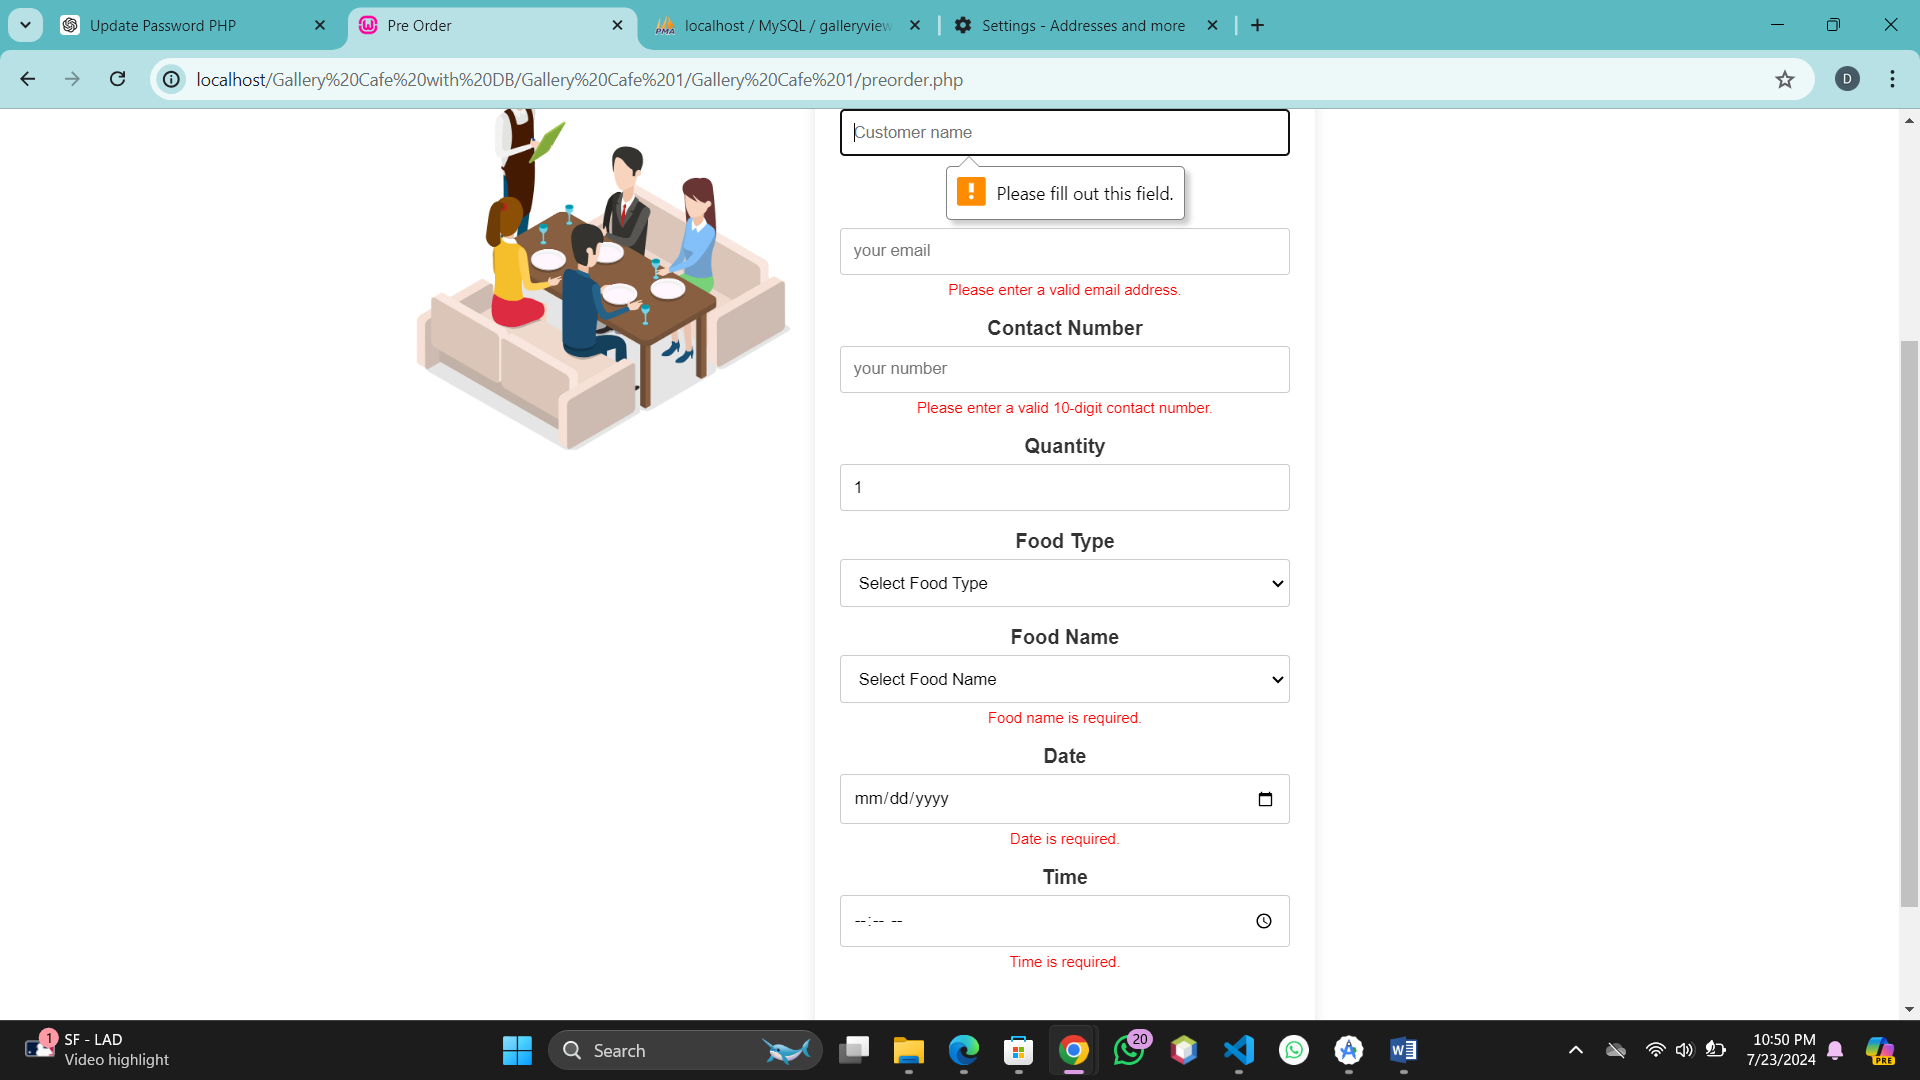 Update Password PHP
Pre Order
localhost / MySQL / galleryview
Settings - Addresses and more
localhost/Gallery%20Cafe%20with%20DB/Gallery%20Cafe%201/Gallery%20Cafe%201/preorder.php
D
Customer name
Please fill out this field.
your email
Please enter a valid email address.
Contact Number
your number
Please enter a valid 10-digit contact number.
Quantity
1
Food Type
Select Food Type
Food Name
Select Food Name
Food name is required.
Date
mm/dd/yyyy
Date is required.
Time
--:-- --
Time is required.
1
SF - LAD
Video highlight
Search
20
10:50 PM
7/23/2024
PRE